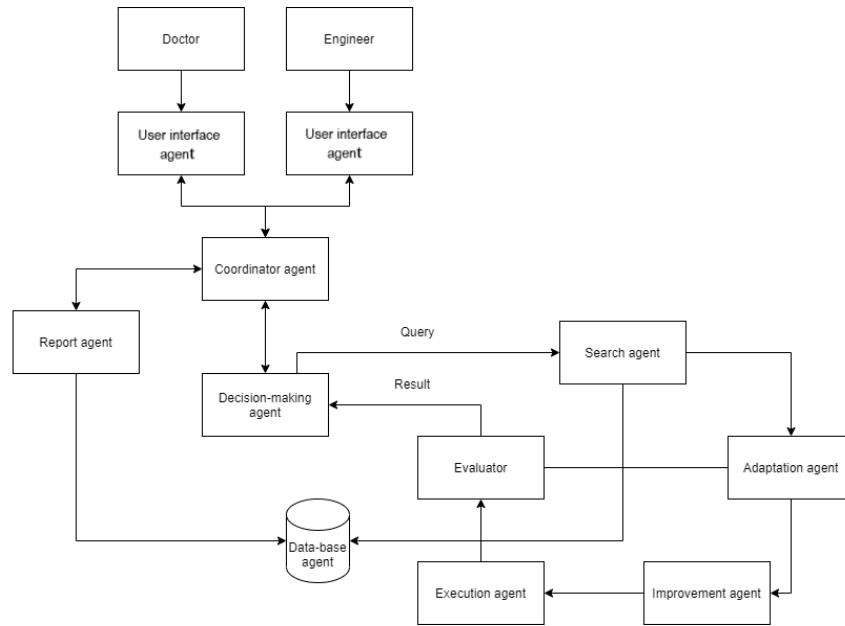 Doctor
Engineer
User interface
agent
User interface
agent
Coordinator agent
Report agent
Query
Search agent
Decision-making
agent
Result
Evaluator
Adaptation agent
Data-base
agent
Execution agent
Improvement agent